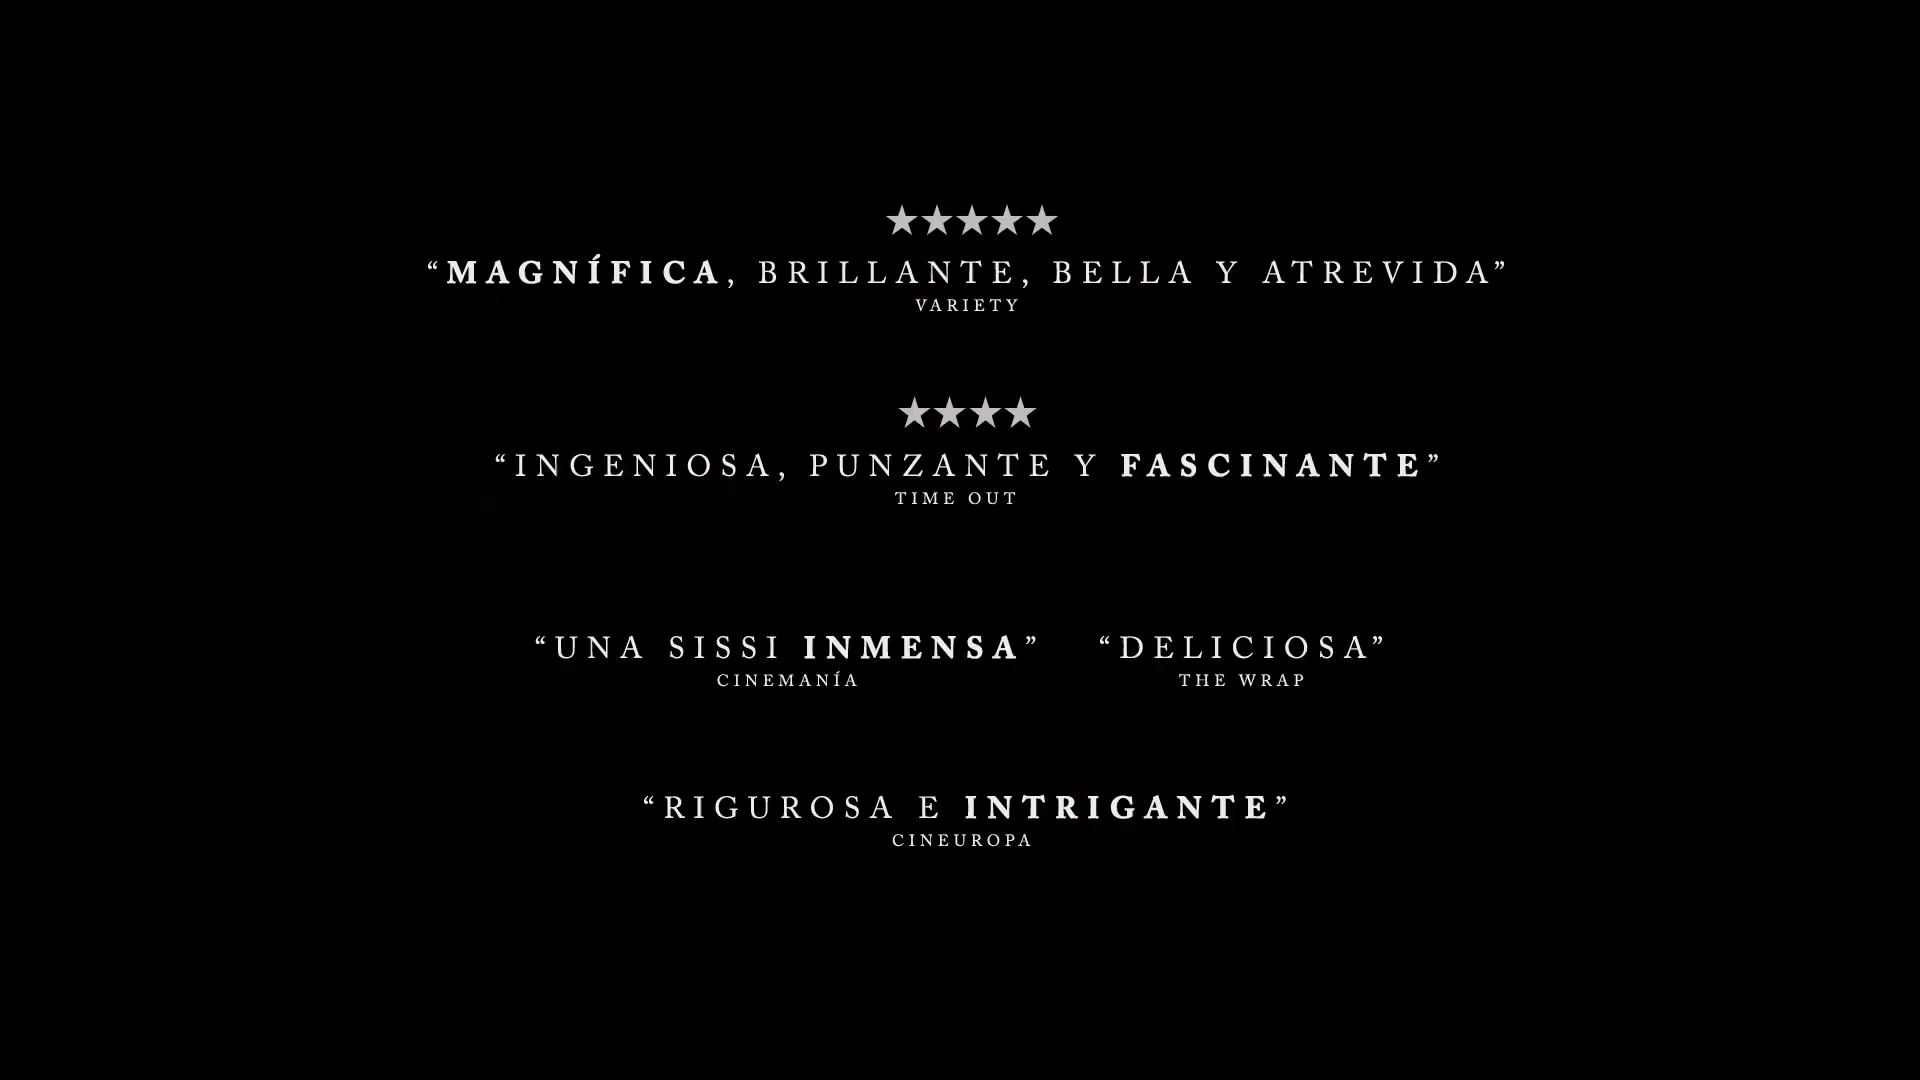 ★★★★★
“MAGNÍFICA, BRILLANTE, BELLA Y ATREVIDA”
VARIETY
★★★★
“INGENIOSA, PUNZANTE Y FASCINANTE”
TIME OUT
“UNA SISSI INMENSA”
CINEMANÍA
“DELICIOSA”
THE WRAP
“RIGUROSA E INTRIGANTE”
CINEUROPA